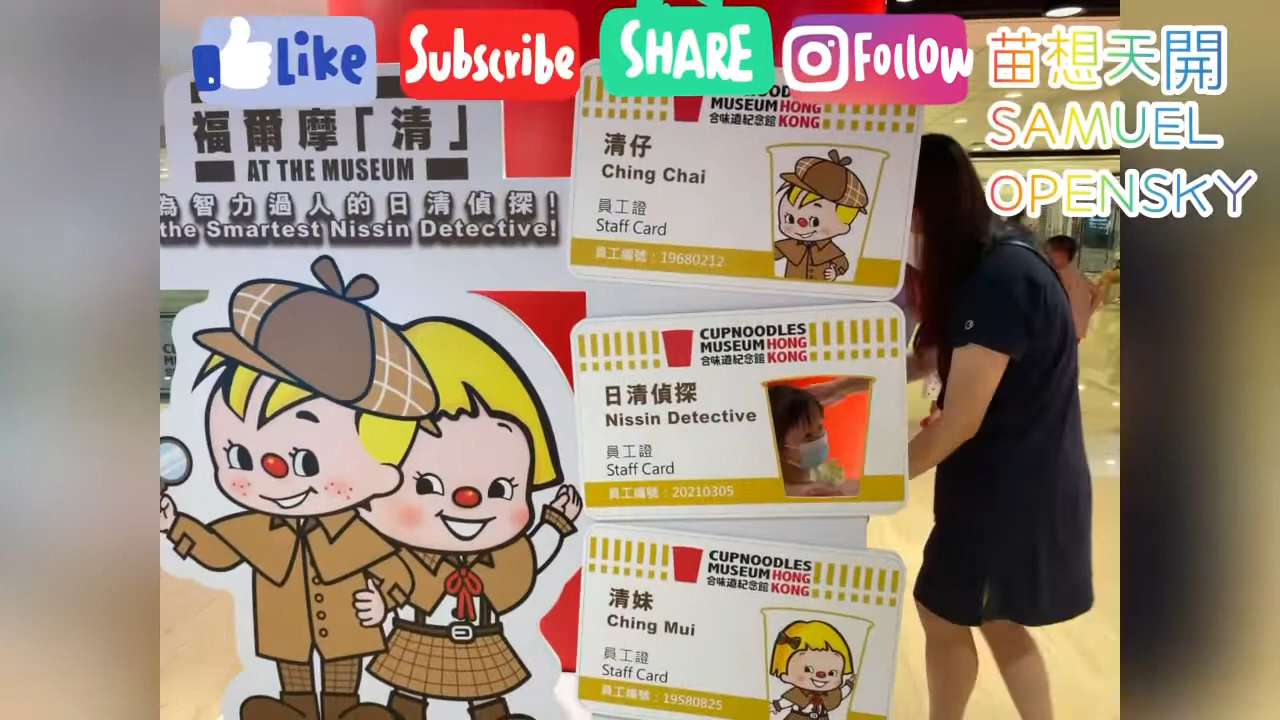 Like
Subscribe
SHARE
Follow
苗想天開
SAMUEL
OPENSKY
福爾摩「清」
AT THE MUSEUM
為智力過人的日清偵探！
the Smartest Nissin Detective!
CUPNOODLES
MUSEUM HONG
合味道紀念館 KONG
清仔
Ching Chai
員工證
Staff Card
員工編號：19680212
CUPNOODLES
MUSEUM HONG
合味道紀念館 KONG
日清偵探
Nissin Detective
員工證
Staff Card
員工編號：20210305
CUPNOODLES
MUSEUM HONG
合味道紀念館 KONG
清妹
Ching Mui
員工證
Staff Card
員工編號：19580825